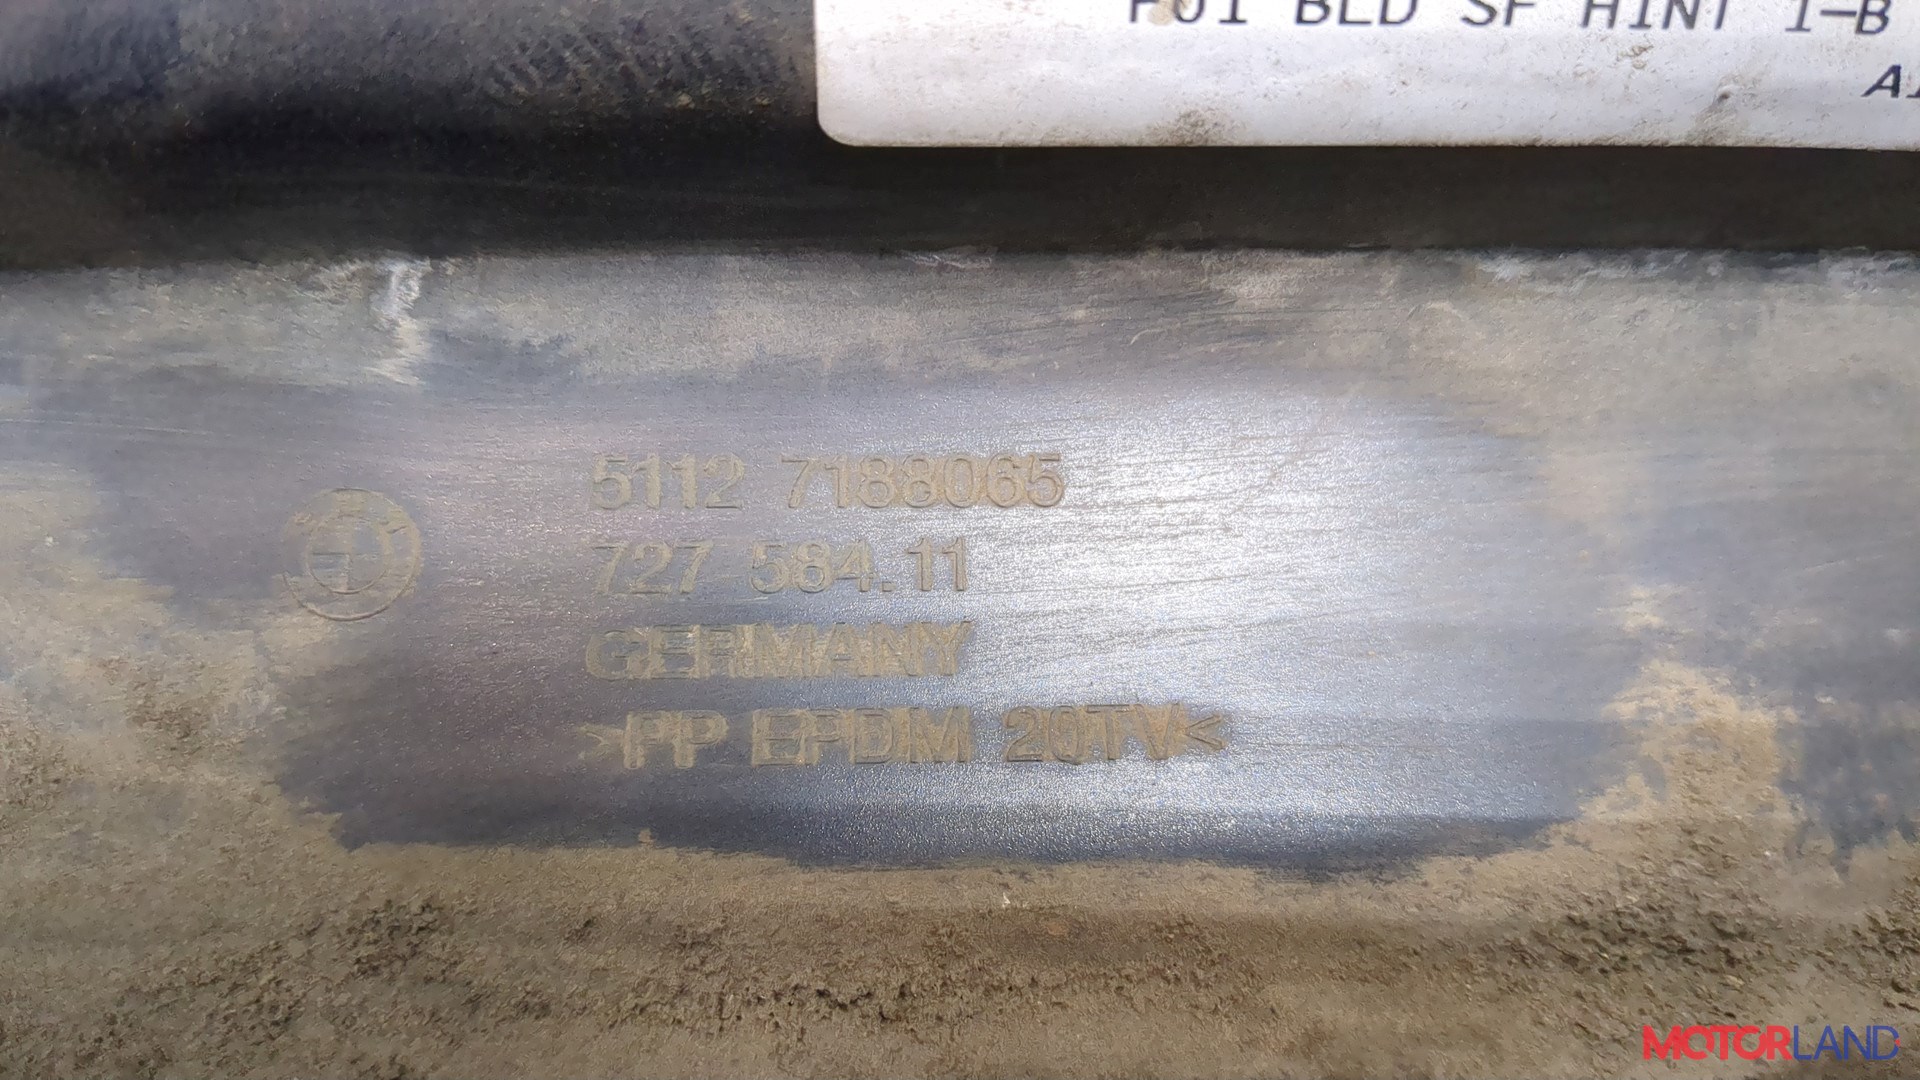 F01 BLD SF HINT 1-B
5112 7188065
727 584.11
GERMANY
>PP EPDM 20TV<
MOTORLAND